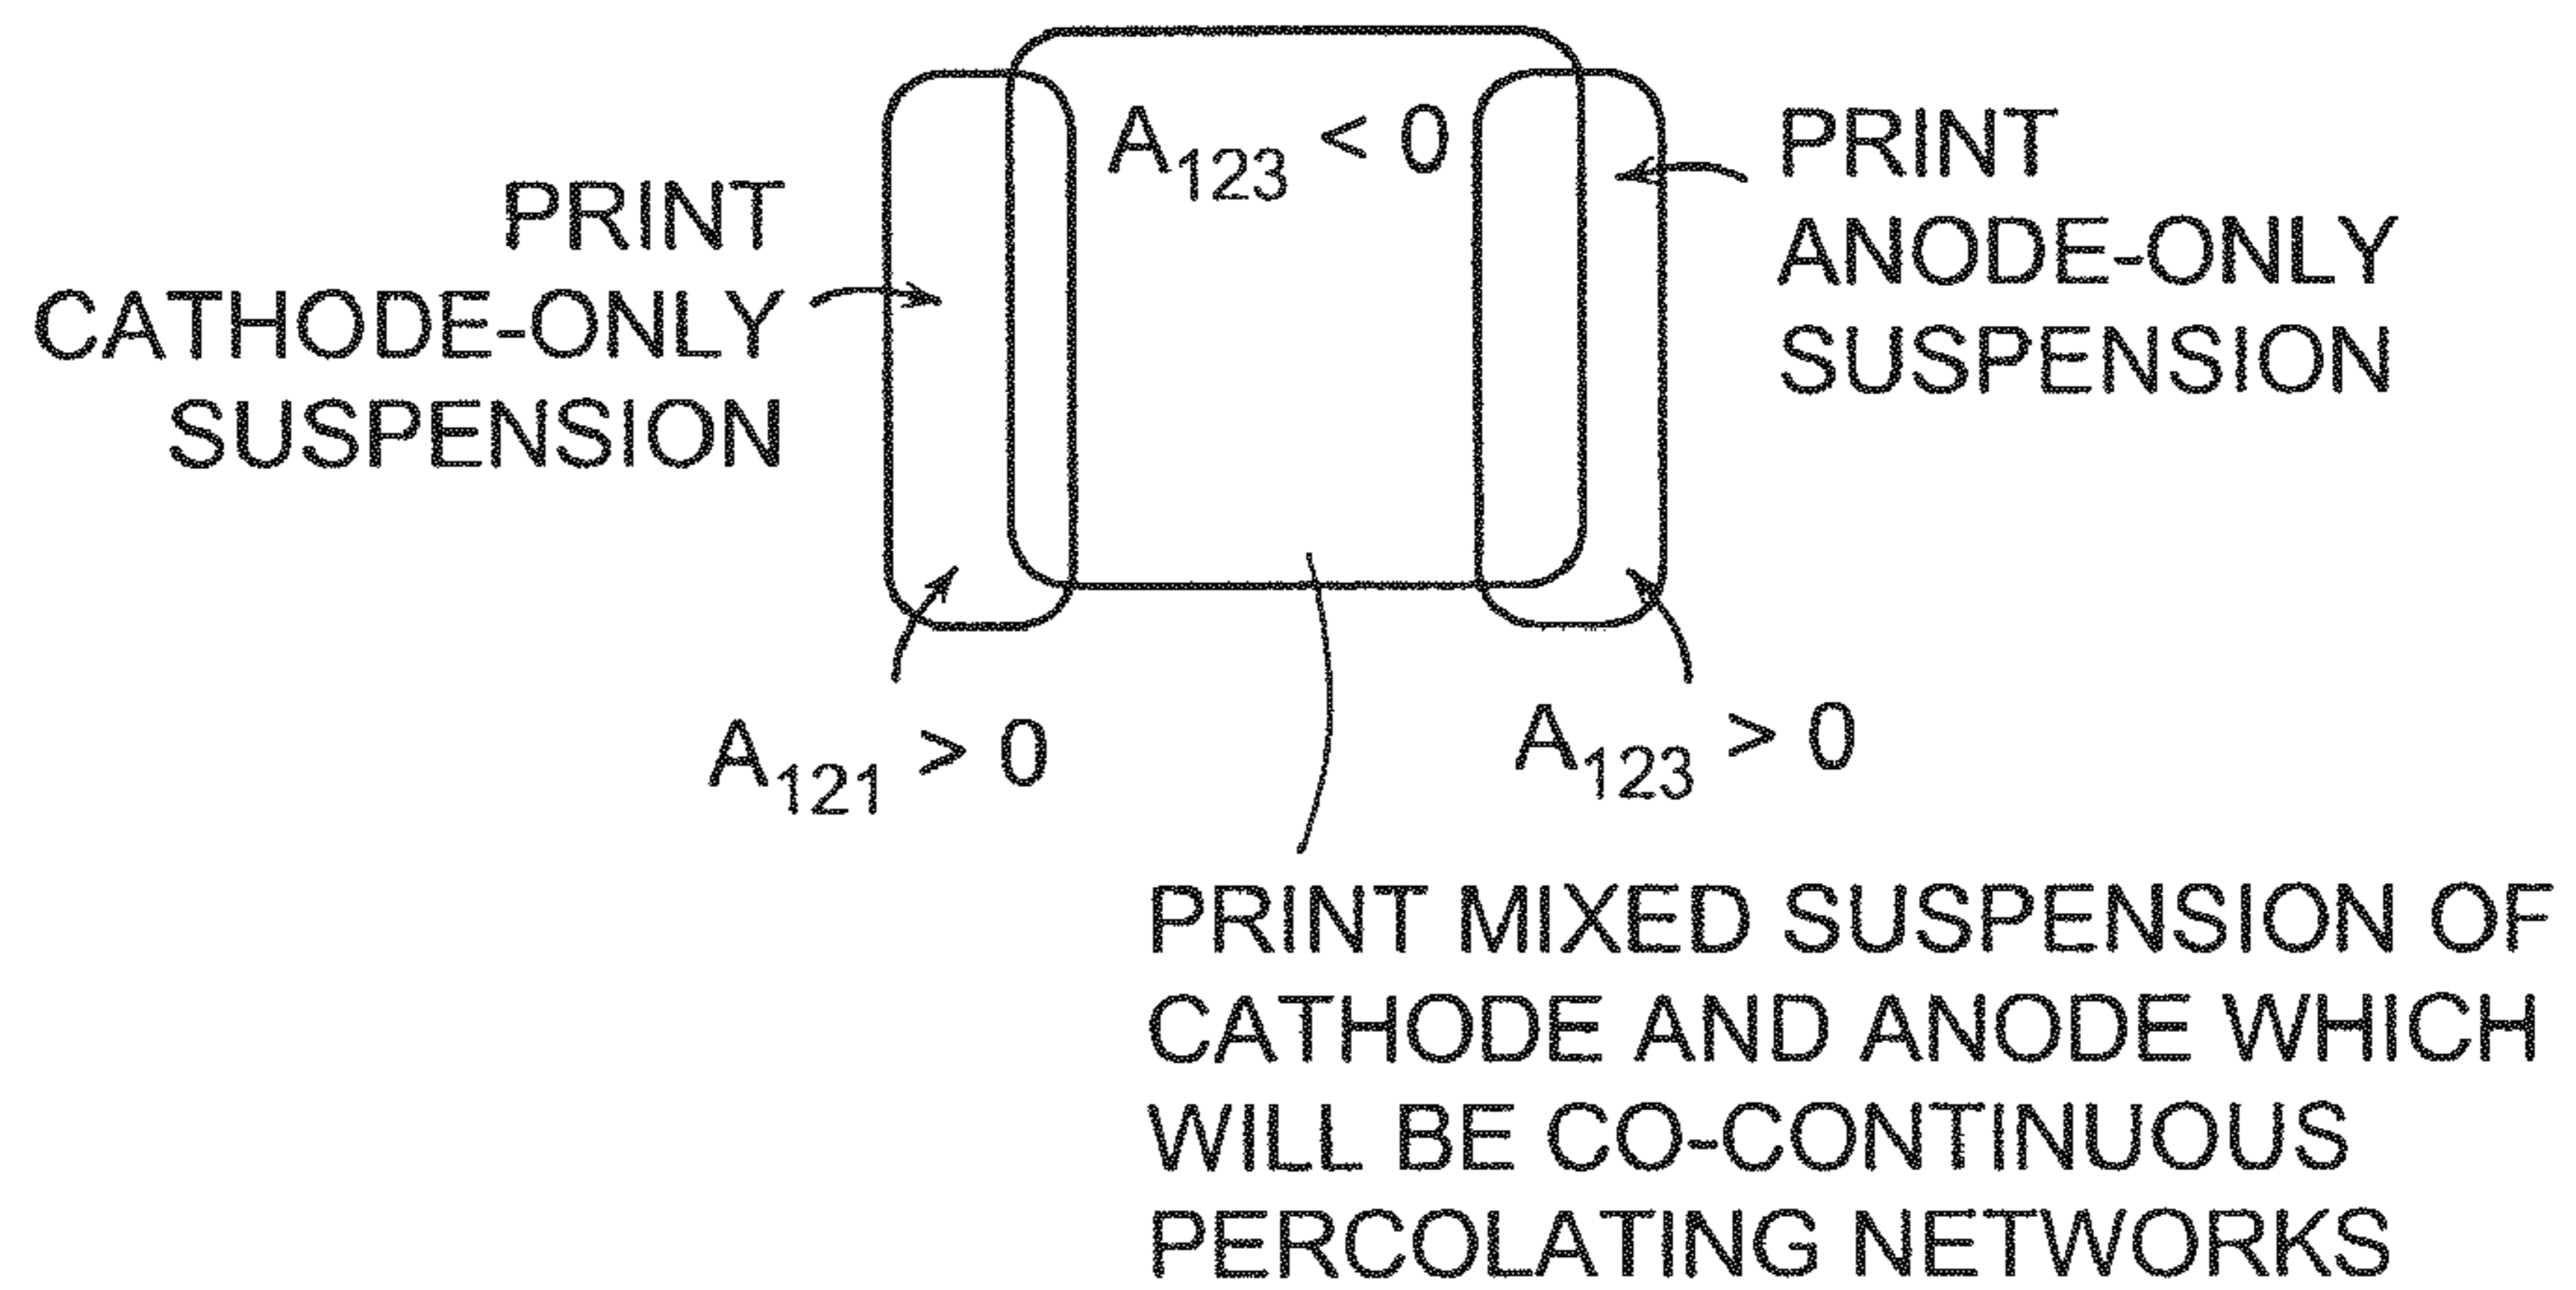 PRINT
CATHODE-ONLY
SUSPENSION
A₁₂₃ < 0
PRINT
ANODE-ONLY
SUSPENSION
A₁₂₁ > 0
A₁₂₃ > 0
PRINT MIXED SUSPENSION OF
CATHODE AND ANODE WHICH
WILL BE CO-CONTINUOUS
PERCOLATING NETWORKS